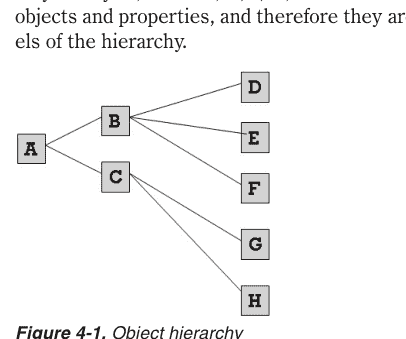 objects and properties, and therefore they ar
els of the hierarchy.
D
B
E
A
C
F
G
H
Figure 4-1. Object hierarchy